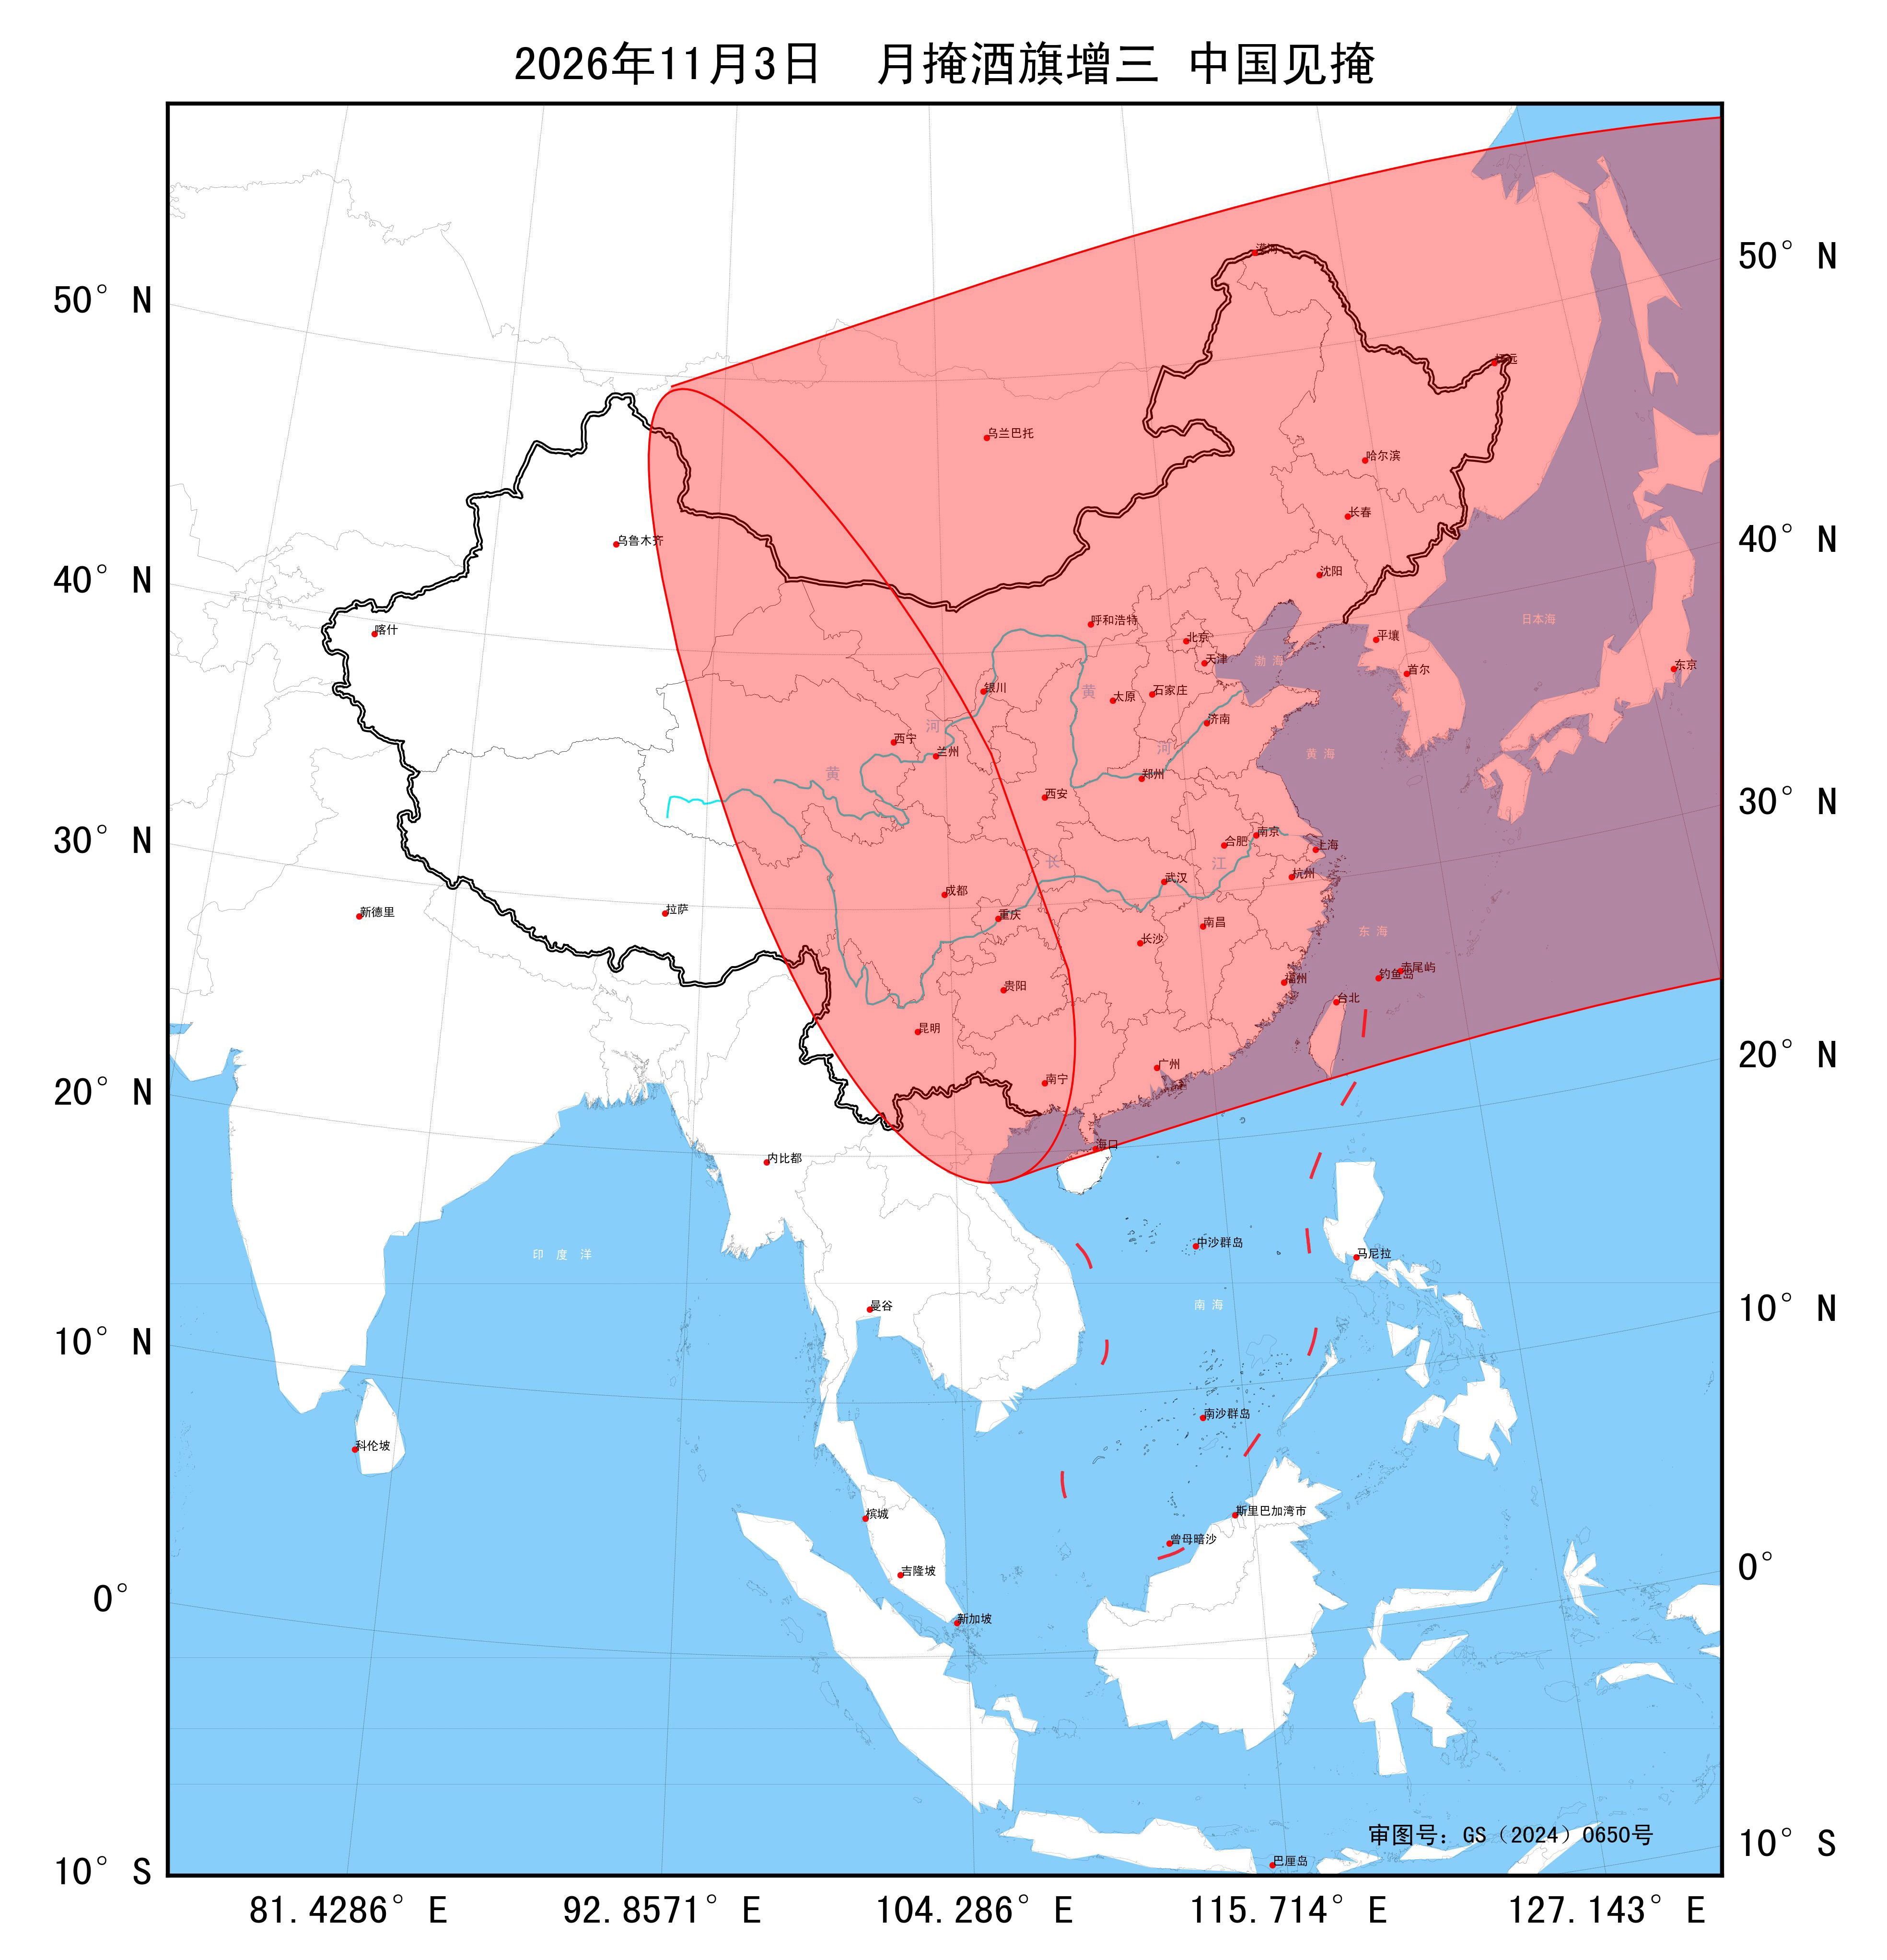 2026年11月3日 月掩酒旗增三 中国见掩
50° N
50° N
漠河
抚远
乌兰巴托
哈尔滨
长春
40° N
乌鲁木齐
40° N
沈阳
喀什
呼和浩特
北京
平壤
日本海
天津
渤 海
首尔
东京
银川
黄
太原
石家庄
济南
河
西宁
兰州
河
黄 海
黄
郑州
30° N
西安
30° N
南京
合肥
上海
长
江
武汉
杭州
成都
新德里
拉萨
重庆
南昌
东 海
长沙
赤尾屿
钓鱼岛
福州
贵阳
台北
昆明
20° N
广州
南宁
20° N
海口
内比都
中沙群岛
印 度 洋
马尼拉
南 海
曼谷
10° N
10° N
南沙群岛
科伦坡
槟城
斯里巴加湾市
曾母暗沙
0°
吉隆坡
0°
新加坡
审图号：GS（2024）0650号
10° S
巴厘岛
10° S
81.4286° E
92.8571° E
104.286° E
115.714° E
127.143° E